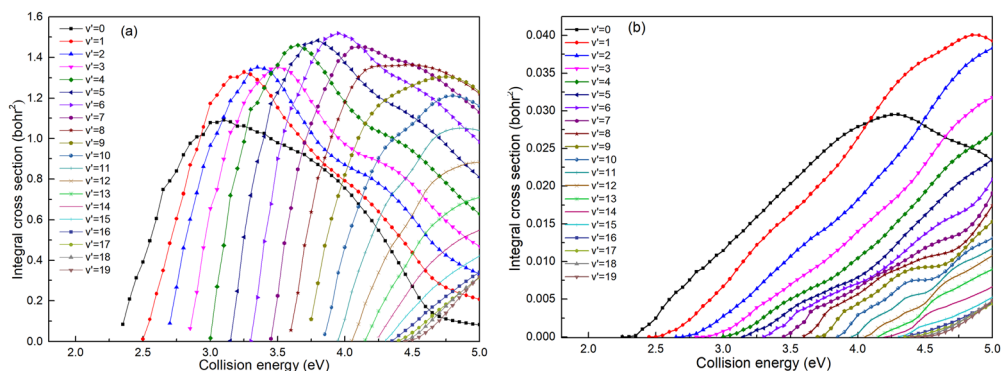 (a)
1.6
1.4
1.2
1.0
0.8
0.6
0.4
0.2
0.0
Integral cross section (bohr²)
2.0 2.5 3.0 3.5 4.0 4.5 5.0
Collision energy (eV)
v'=0
v'=1
v'=2
v'=3
v'=4
v'=5
v'=6
v'=7
v'=8
v'=9
v'=10
v'=11
v'=12
v'=13
v'=14
v'=15
v'=16
v'=17
v'=18
v'=19
(b)
0.040
0.035
0.030
0.025
0.020
0.015
0.010
0.005
0.000
Integral cross section (bohr²)
2.0 2.5 3.0 3.5 4.0 4.5 5.0
Collision energy (eV)
v'=0
v'=1
v'=2
v'=3
v'=4
v'=5
v'=6
v'=7
v'=8
v'=9
v'=10
v'=11
v'=12
v'=13
v'=14
v'=15
v'=16
v'=17
v'=18
v'=19